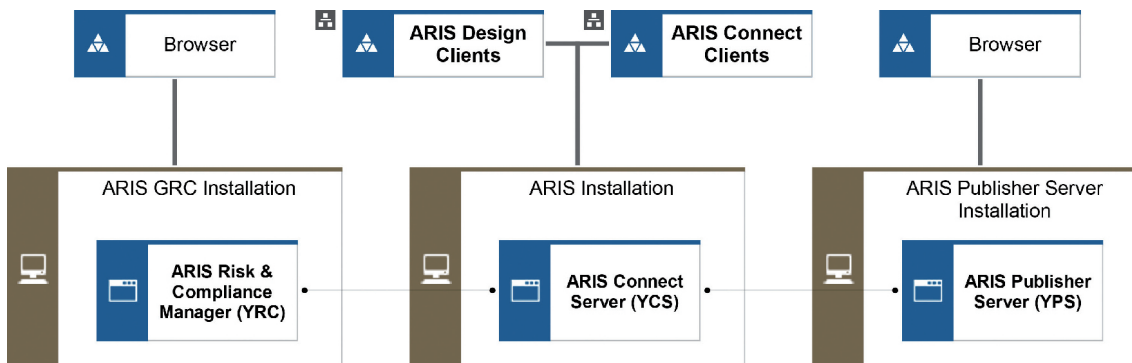 Browser
ARIS Design
Clients
ARIS Connect
Clients
Browser
ARIS GRC Installation
ARIS Installation
ARIS Publisher Server
Installation
ARIS Risk &
Compliance
Manager (YRC)
ARIS Connect
Server (YCS)
ARIS Publisher
Server (YPS)